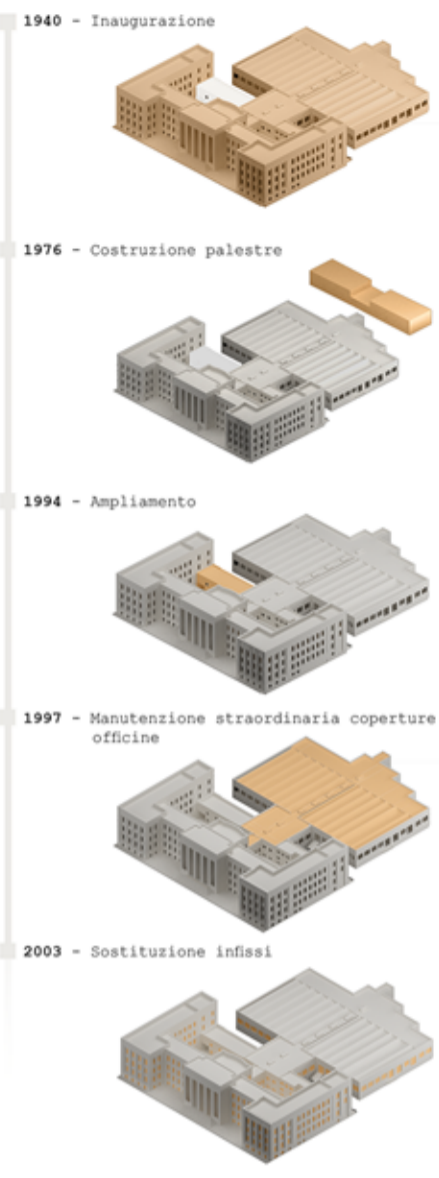 1940 - Inaugurazione
1976 - Costruzione palestre
1994 - Ampliamento
1997 - Manutenzione straordinaria coperture
officine
2003 - Sostituzione infissi